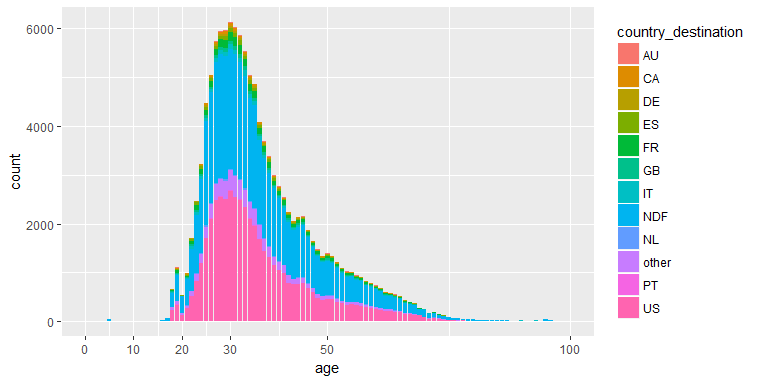 country_destination
AU
CA
DE
ES
FR
GB
IT
NDF
NL
other
PT
US
count
6000
4000
2000
0
0 10 20 30 50 100
age